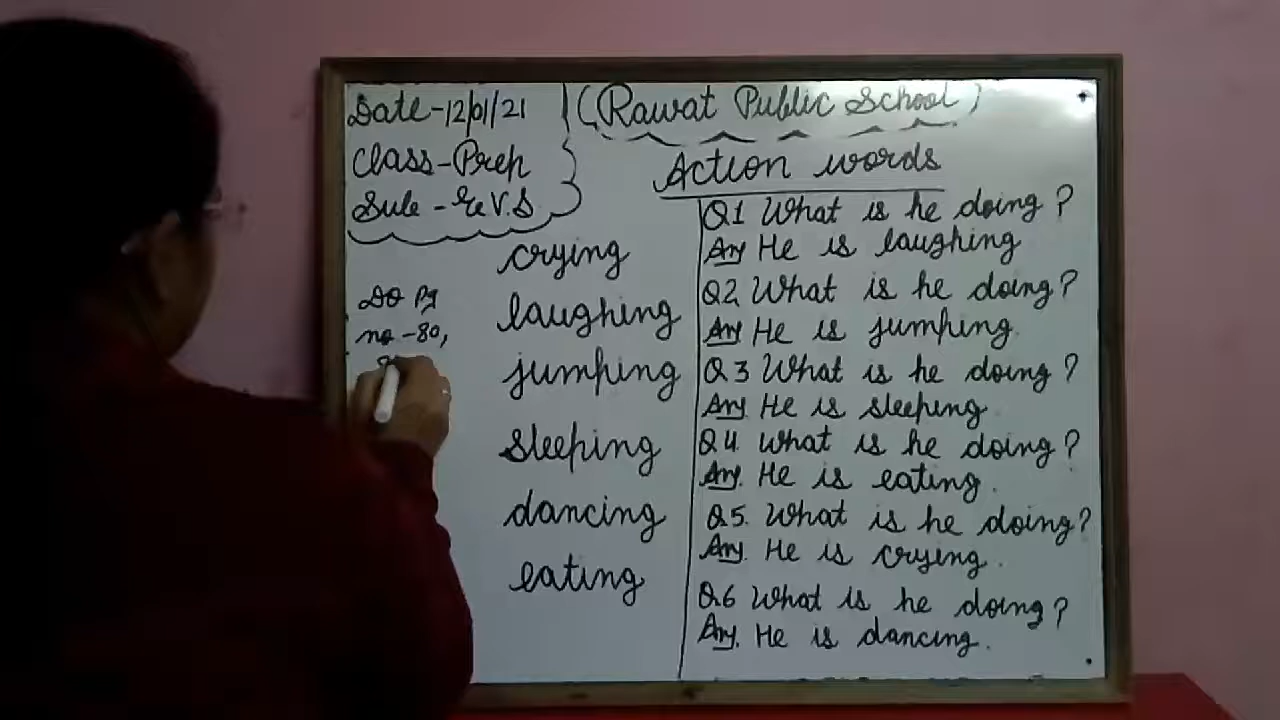 Date-12/01/21
(Rawat Public School)
Class-Prep
Sub - E.V.S
Action words
Do Pg
no -80,
crying
laughing
jumping
sleeping
dancing
eating
Q1 What is he doing?
Ans He is laughing
Q2 What is he doing?
Ans He is jumping.
Q3 What is he doing?
Ans. He is sleeping.
Q4. What is he doing?
Ans. He is eating.
Q5. What is he doing?
Ans. He is crying.
Q.6 What is he doing?
Ans. He is dancing.